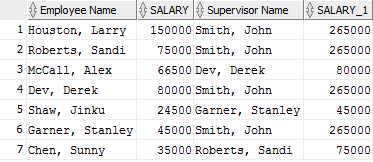 Employee Name SALARY Supervisor Name SALARY_1
1 Houston, Larry 150000 Smith, John 265000
2 Roberts, Sandi 75000 Smith, John 265000
3 McCall, Alex 66500 Dev, Derek 80000
4 Dev, Derek 80000 Smith, John 265000
5 Shaw, Jinku 24500 Garner, Stanley 45000
6 Garner, Stanley 45000 Smith, John 265000
7 Chen, Sunny 35000 Roberts, Sandi 75000